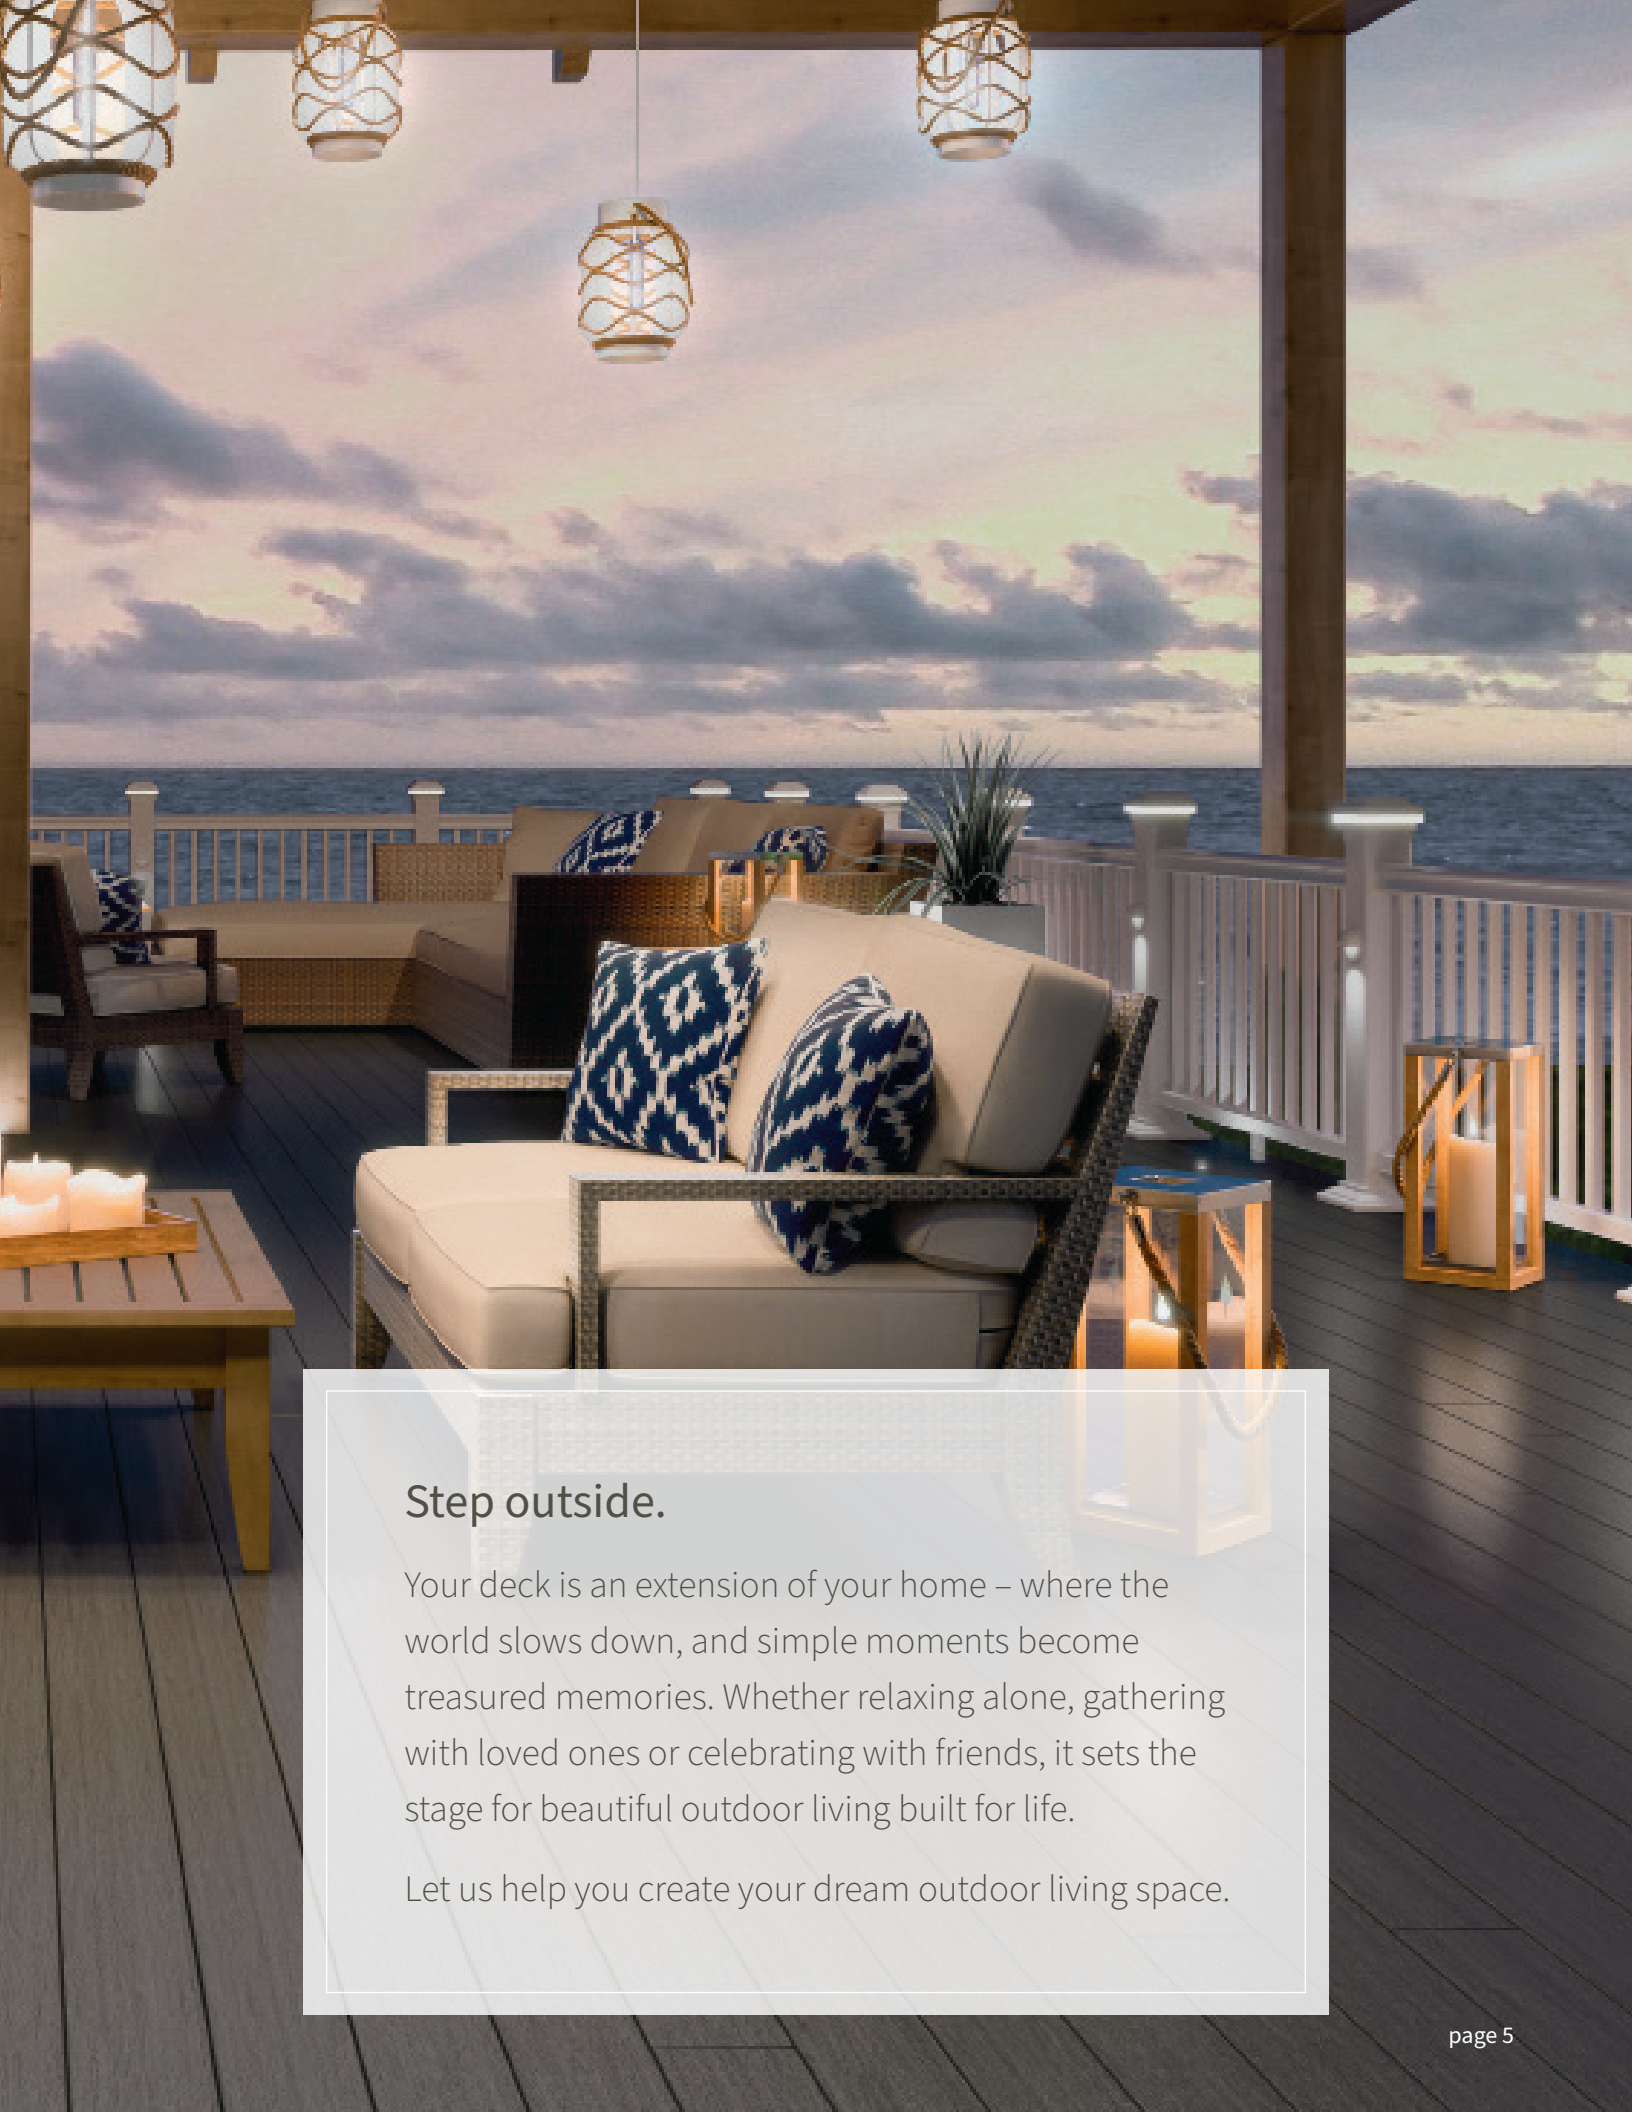 Step outside.
Your deck is an extension of your home – where the
world slows down, and simple moments become
treasured memories. Whether relaxing alone, gathering
with loved ones or celebrating with friends, it sets the
stage for beautiful outdoor living built for life.
Let us help you create your dream outdoor living space.
page 5